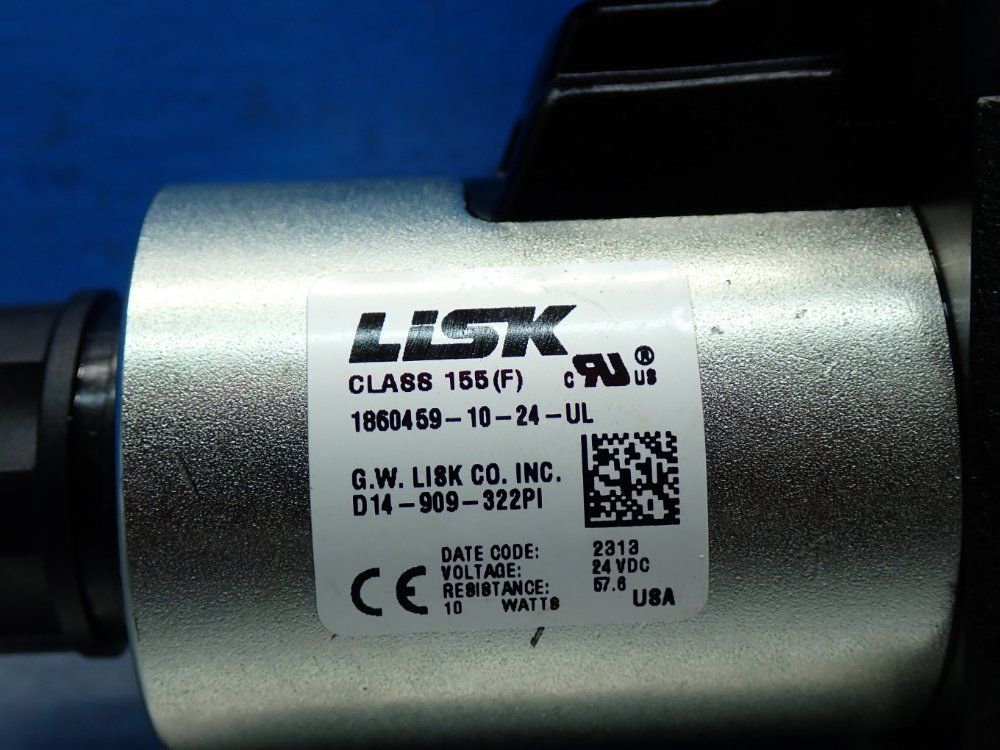 LISK
CLASS 155 (F) C RU ® US
1860459-10-24-UL
G.W. LISK CO. INC.
D14-909-322PI
DATE CODE: 2313
VOLTAGE: 24 VDC
RESISTANCE: 57.6
10 WATTS
CE
USA